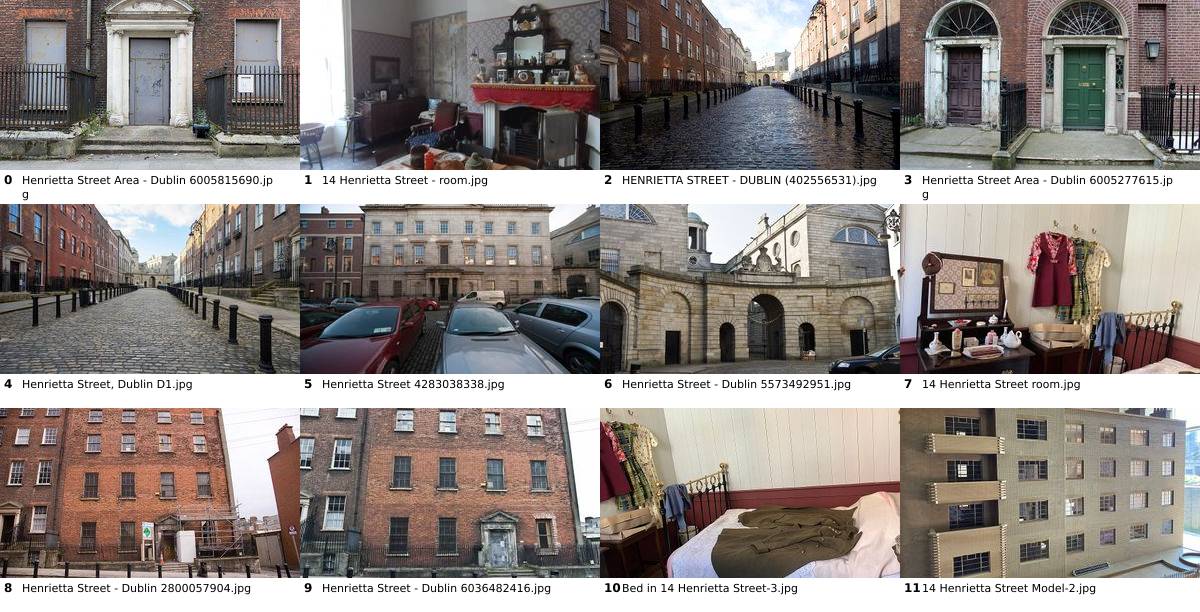 0 Henrietta Street Area - Dublin 6005815690.jp
g
1 14 Henrietta Street - room.jpg
2 HENRIETTA STREET - DUBLIN (402556531).jpg
3 Henrietta Street Area - Dublin 6005277615.jp
g
4 Henrietta Street, Dublin D1.jpg
5 Henrietta Street 4283038338.jpg
6 Henrietta Street - Dublin 5573492951.jpg
7 14 Henrietta Street room.jpg
8 Henrietta Street - Dublin 2800057904.jpg
9 Henrietta Street - Dublin 6036482416.jpg
10 Bed in 14 Henrietta Street-3.jpg
11 14 Henrietta Street Model-2.jpg